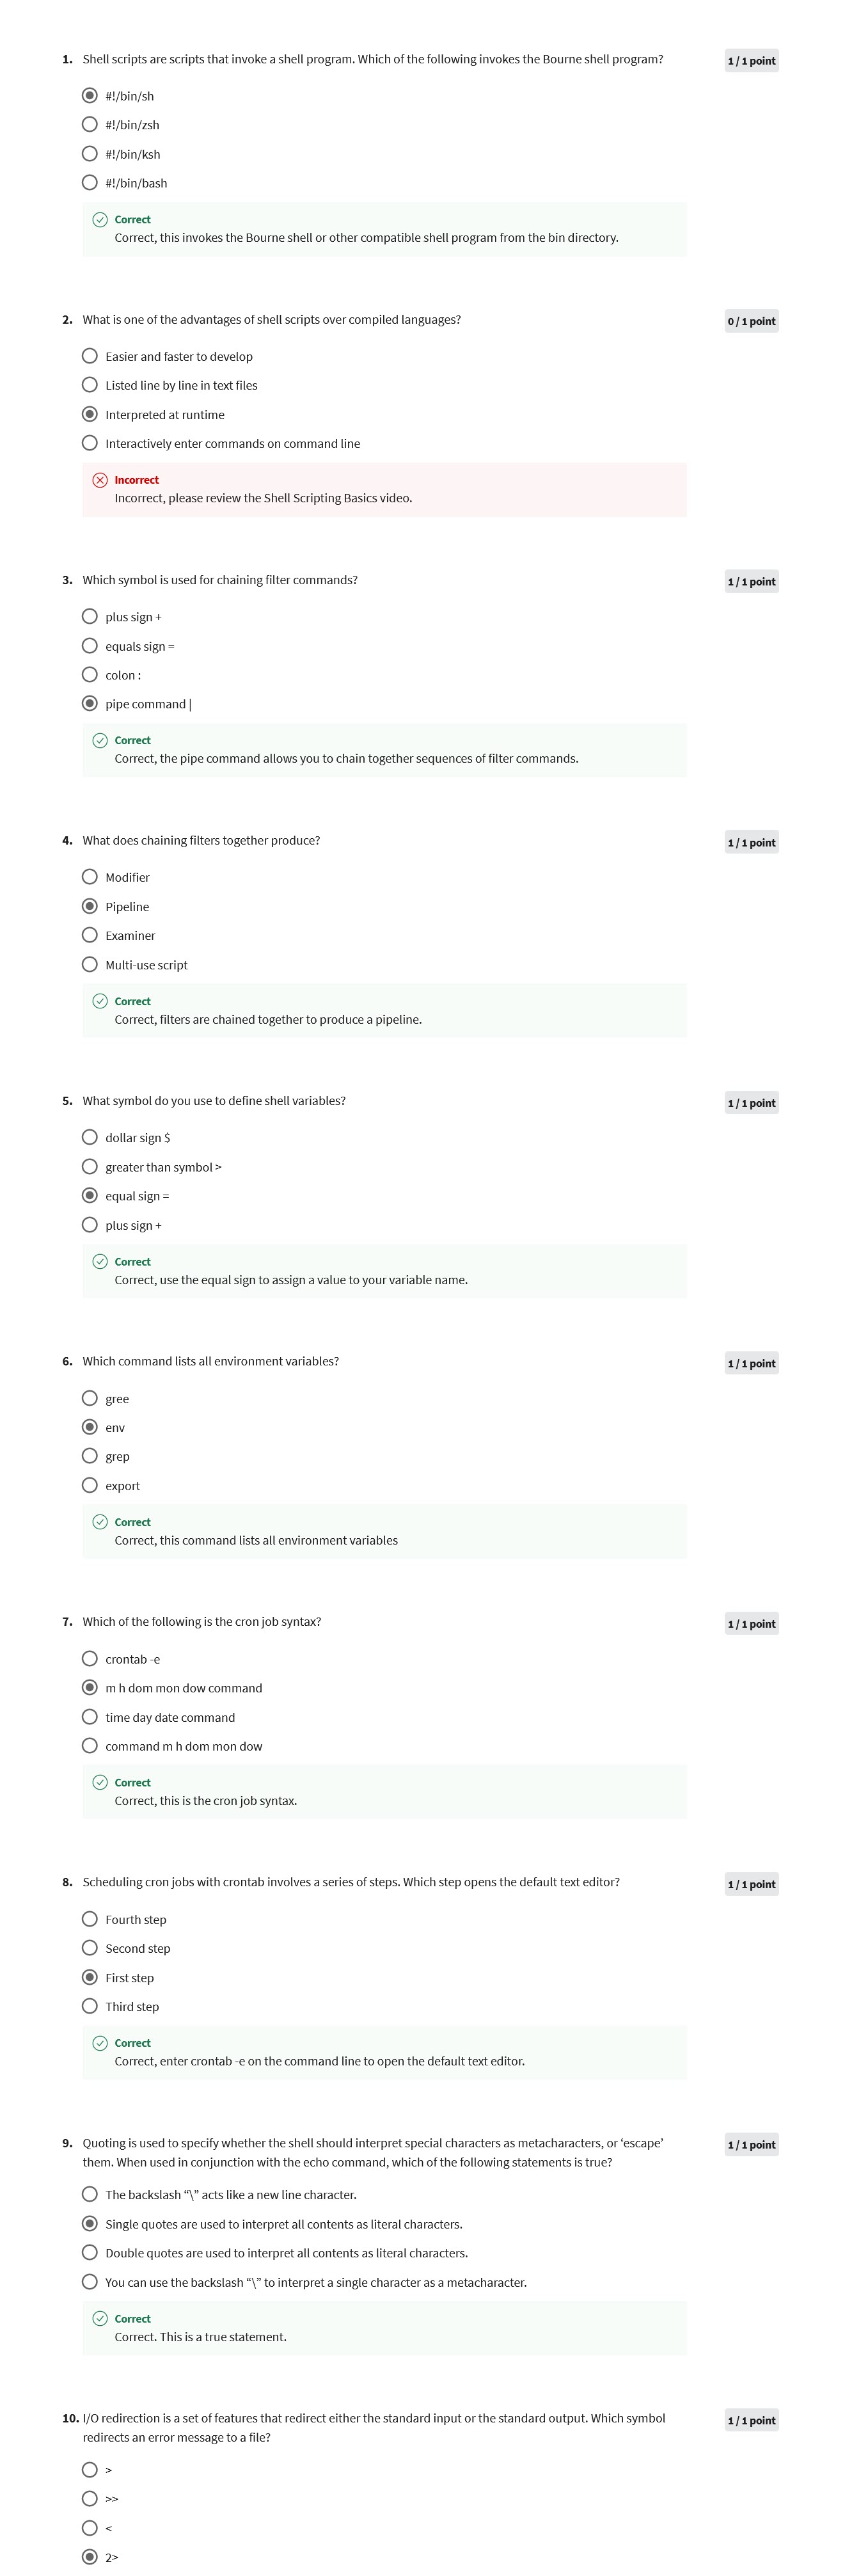 1. Shell scripts are scripts that invoke a shell program. Which of the following invokes the Bourne shell program?
1 / 1 point
#!/bin/sh
#!/bin/zsh
#!/bin/ksh
#!/bin/bash
Correct
Correct, this invokes the Bourne shell or other compatible shell program from the bin directory.
2. What is one of the advantages of shell scripts over compiled languages?
0 / 1 point
Easier and faster to develop
Listed line by line in text files
Interpreted at runtime
Interactively enter commands on command line
Incorrect
Incorrect, please review the Shell Scripting Basics video.
3. Which symbol is used for chaining filter commands?
1 / 1 point
plus sign +
equals sign =
colon :
pipe command |
Correct
Correct, the pipe command allows you to chain together sequences of filter commands.
4. What does chaining filters together produce?
1 / 1 point
Modifier
Pipeline
Examiner
Multi-use script
Correct
Correct, filters are chained together to produce a pipeline.
5. What symbol do you use to define shell variables?
1 / 1 point
dollar sign $
greater than symbol >
equal sign =
plus sign +
Correct
Correct, use the equal sign to assign a value to your variable name.
6. Which command lists all environment variables?
1 / 1 point
gree
env
grep
export
Correct
Correct, this command lists all environment variables
7. Which of the following is the cron job syntax?
1 / 1 point
crontab -e
m h dom mon dow command
time day date command
command m h dom mon dow
Correct
Correct, this is the cron job syntax.
8. Scheduling cron jobs with crontab involves a series of steps. Which step opens the default text editor?
1 / 1 point
Fourth step
Second step
First step
Third step
Correct
Correct, enter crontab -e on the command line to open the default text editor.
9. Quoting is used to specify whether the shell should interpret special characters as metacharacters, or ‘escape’
them. When used in conjunction with the echo command, which of the following statements is true?
1 / 1 point
The backslash “\” acts like a new line character.
Single quotes are used to interpret all contents as literal characters.
Double quotes are used to interpret all contents as literal characters.
You can use the backslash “\” to interpret a single character as a metacharacter.
Correct
Correct. This is a true statement.
10. I/O redirection is a set of features that redirect either the standard input or the standard output. Which symbol
redirects an error message to a file?
1 / 1 point
>
>>
<
2>